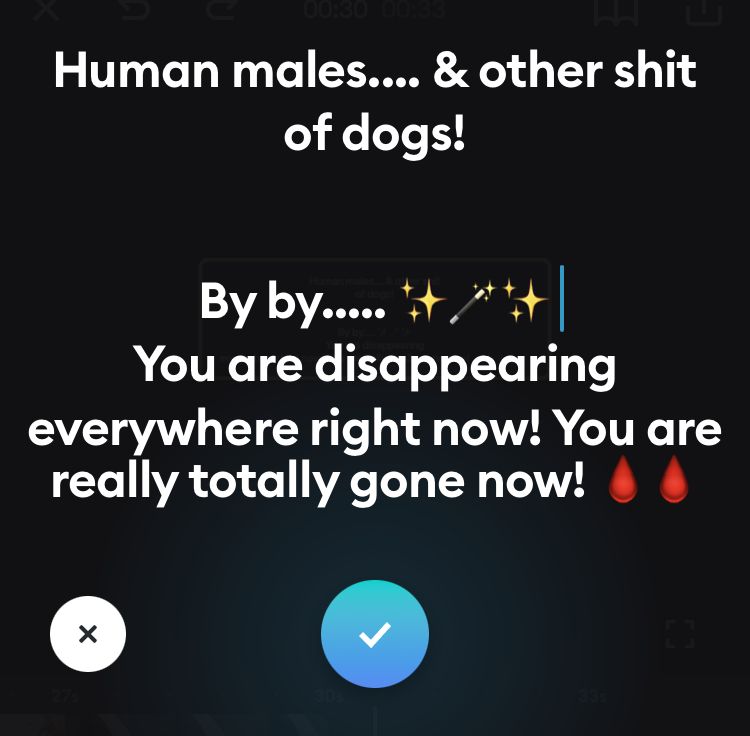 00:30 00:33
Human males.... & other shit
of dogs!
By by..... ✨🪄✨
You are disappearing
everywhere right now! You are
really totally gone now! 🩸🩸
27s 30s 33s